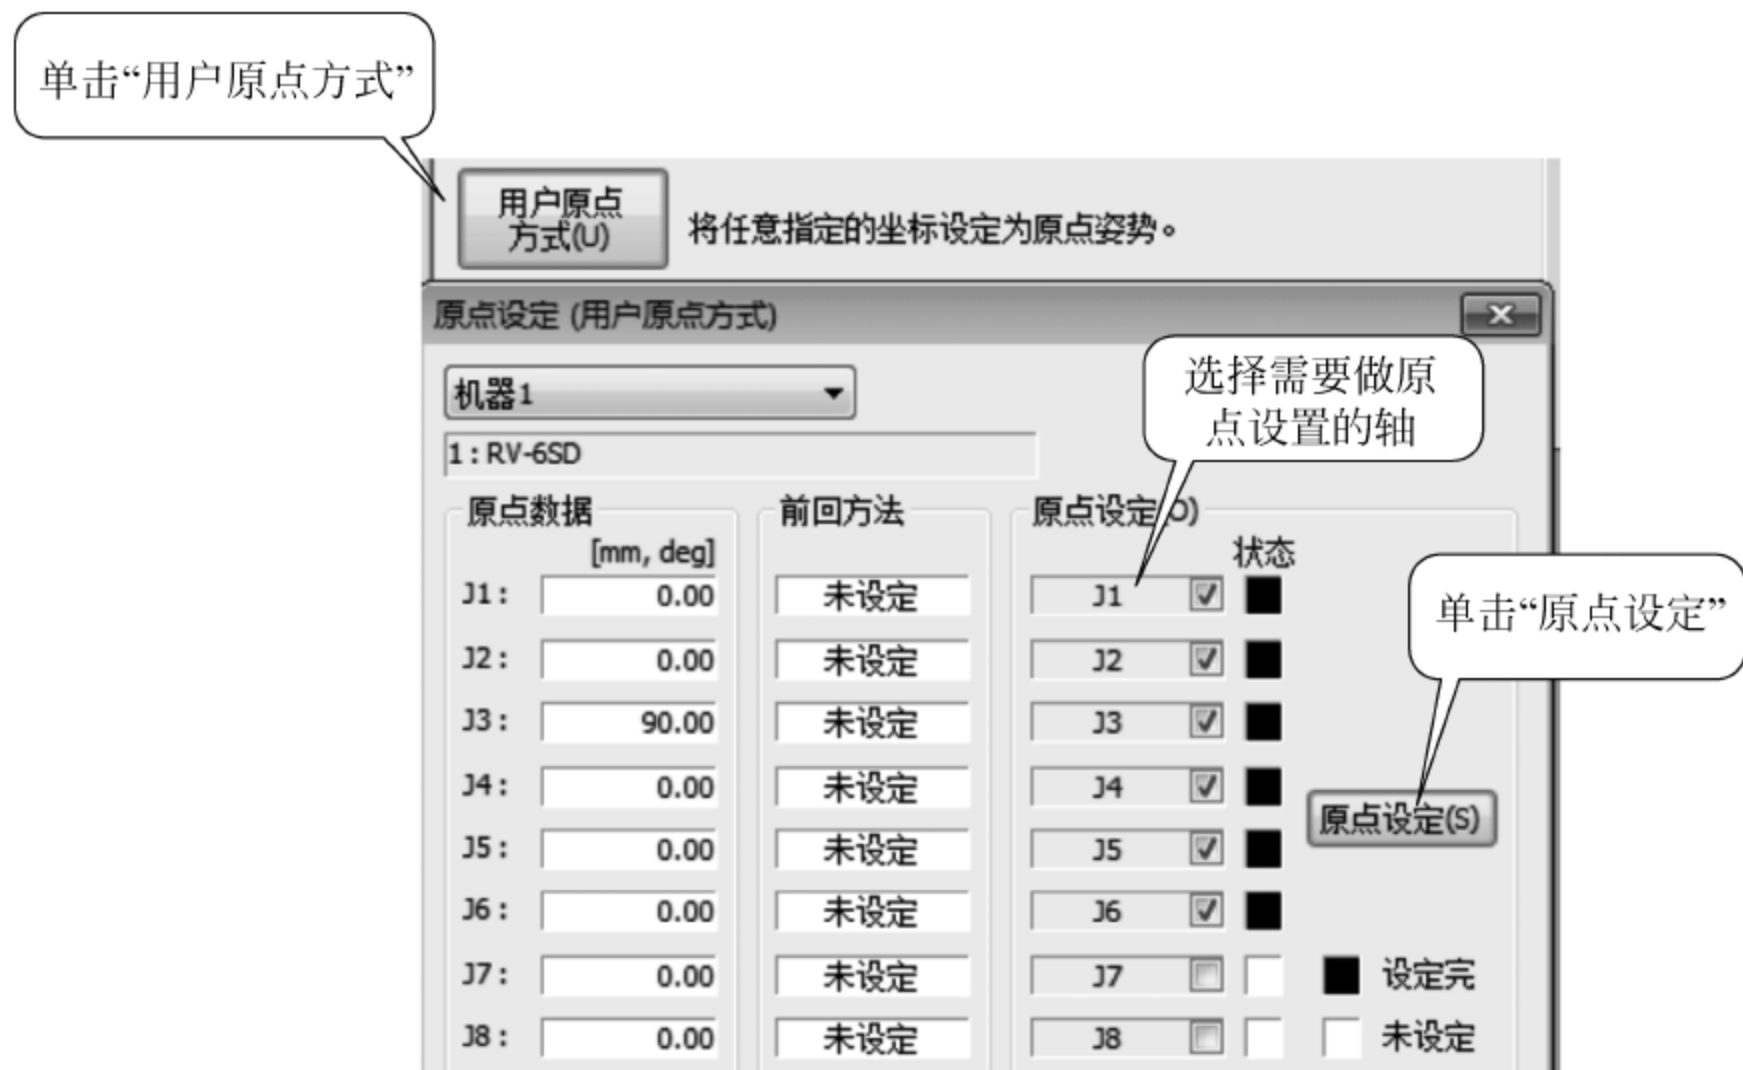 单击“用户原点方式”
用户原点
方式(U)
将任意指定的坐标设定为原点姿势。
原点设定 (用户原点方式)
机器1
选择需要做原
点设置的轴
1: RV-6SD
原点数据
前回方法
原点设定(O)
[mm, deg]
状态
J1: 0.00 未设定 J1
单击“原点设定”
J2: 0.00 未设定 J2
J3: 90.00 未设定 J3
J4: 0.00 未设定 J4
原点设定(S)
J5: 0.00 未设定 J5
J6: 0.00 未设定 J6
J7: 0.00 未设定 J7 设定完
J8: 0.00 未设定 J8 未设定